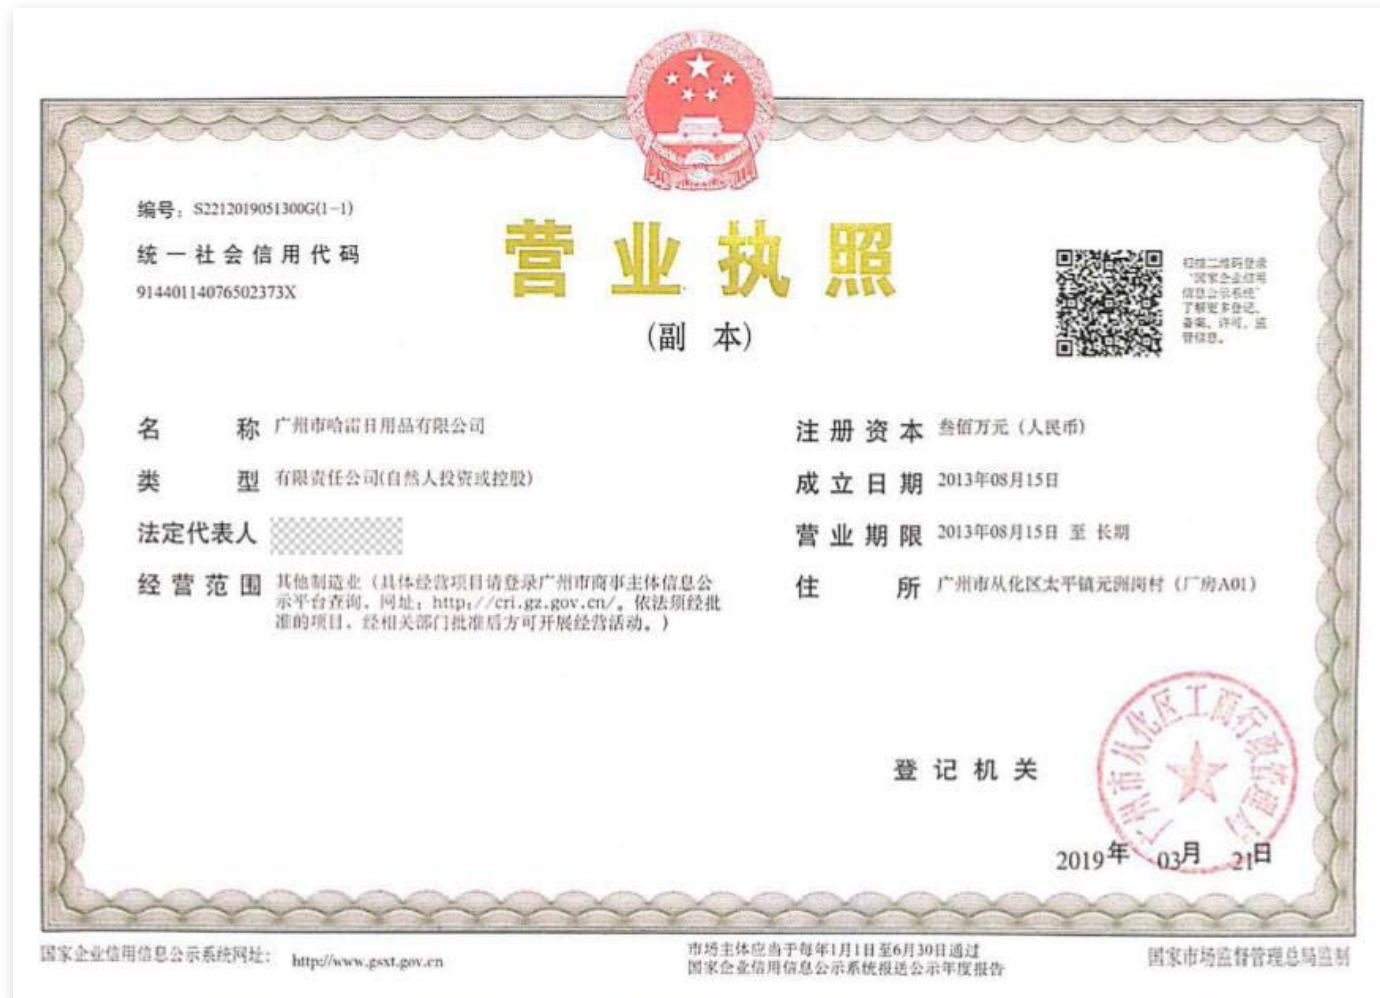 编号：S2212019051300G(1-1)
统一社会信用代码
91440114076502373X
营业执照
(副 本)
扫描二维码登录
“国家企业信用
信息公示系统”
了解更多登记、
备案、许可、监
管信息。
名 称 广州市哈雷日用品有限公司
类 型 有限责任公司(自然人投资或控股)
法定代表人
经营范围 其他制造业（具体经营项目请登录广州市商事主体信息公
示平台查询，网址：http://cri.gz.gov.cn/。依法须经批
准的项目，经相关部门批准后方可开展经营活动。）
注册资本 叁佰万元（人民币）
成立日期 2013年08月15日
营业期限 2013年08月15日 至 长期
住 所 广州市从化区太平镇元洲岗村（厂房A01）
登记机关
广州市从化区工商行政管理局
2019年 03月 21日
国家企业信用信息公示系统网址： http://www.gsxt.gov.cn
市场主体应当于每年1月1日至6月30日通过
国家企业信用信息公示系统报送公示年度报告
国家市场监督管理总局监制